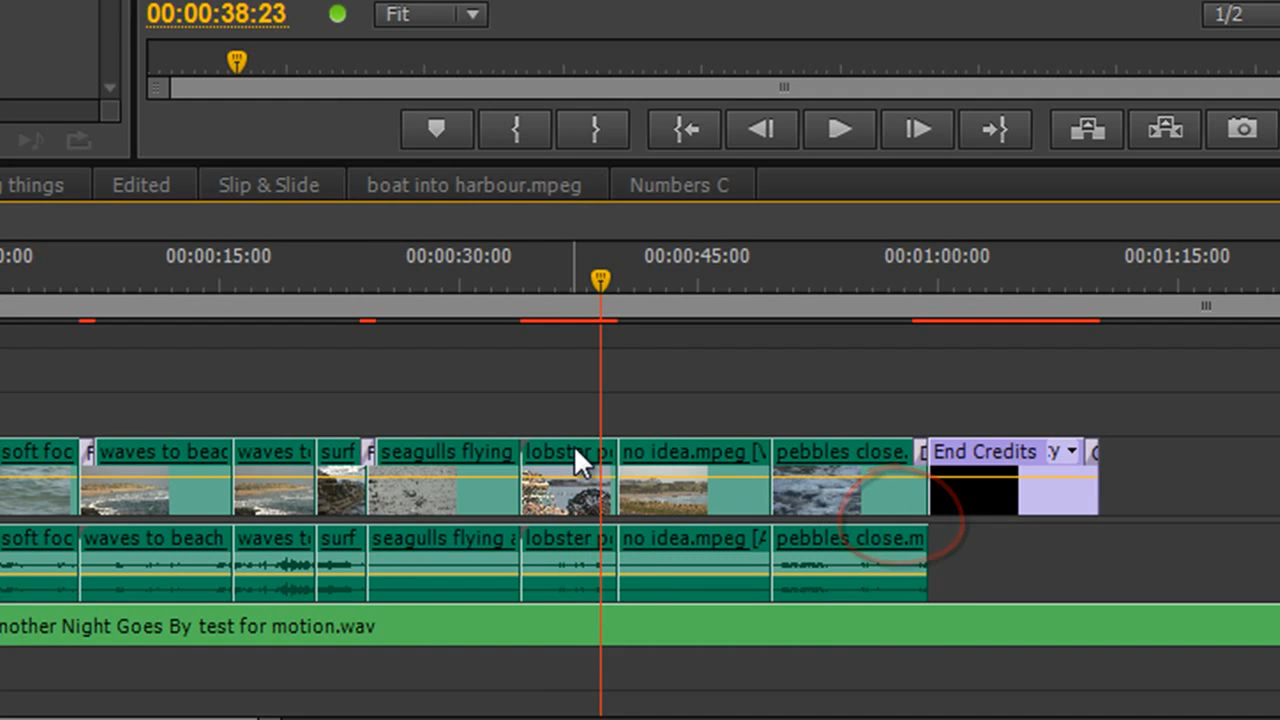 00:00:38:23 Fit 1/2
g things Edited Slip & Slide boat into harbour.mpeg Numbers C
0:00 00:00:15:00 00:00:30:00 00:00:45:00 00:01:00:00 00:01:15:00
soft foc F waves to beac waves t surf F seagulls flying lobster p no idea.mpeg [V pebbles close. End Credits :y
soft foc waves to beach waves t surf seagulls flying a lobster p no idea.mpeg [A pebbles close.m
nother Night Goes By test for motion.wav